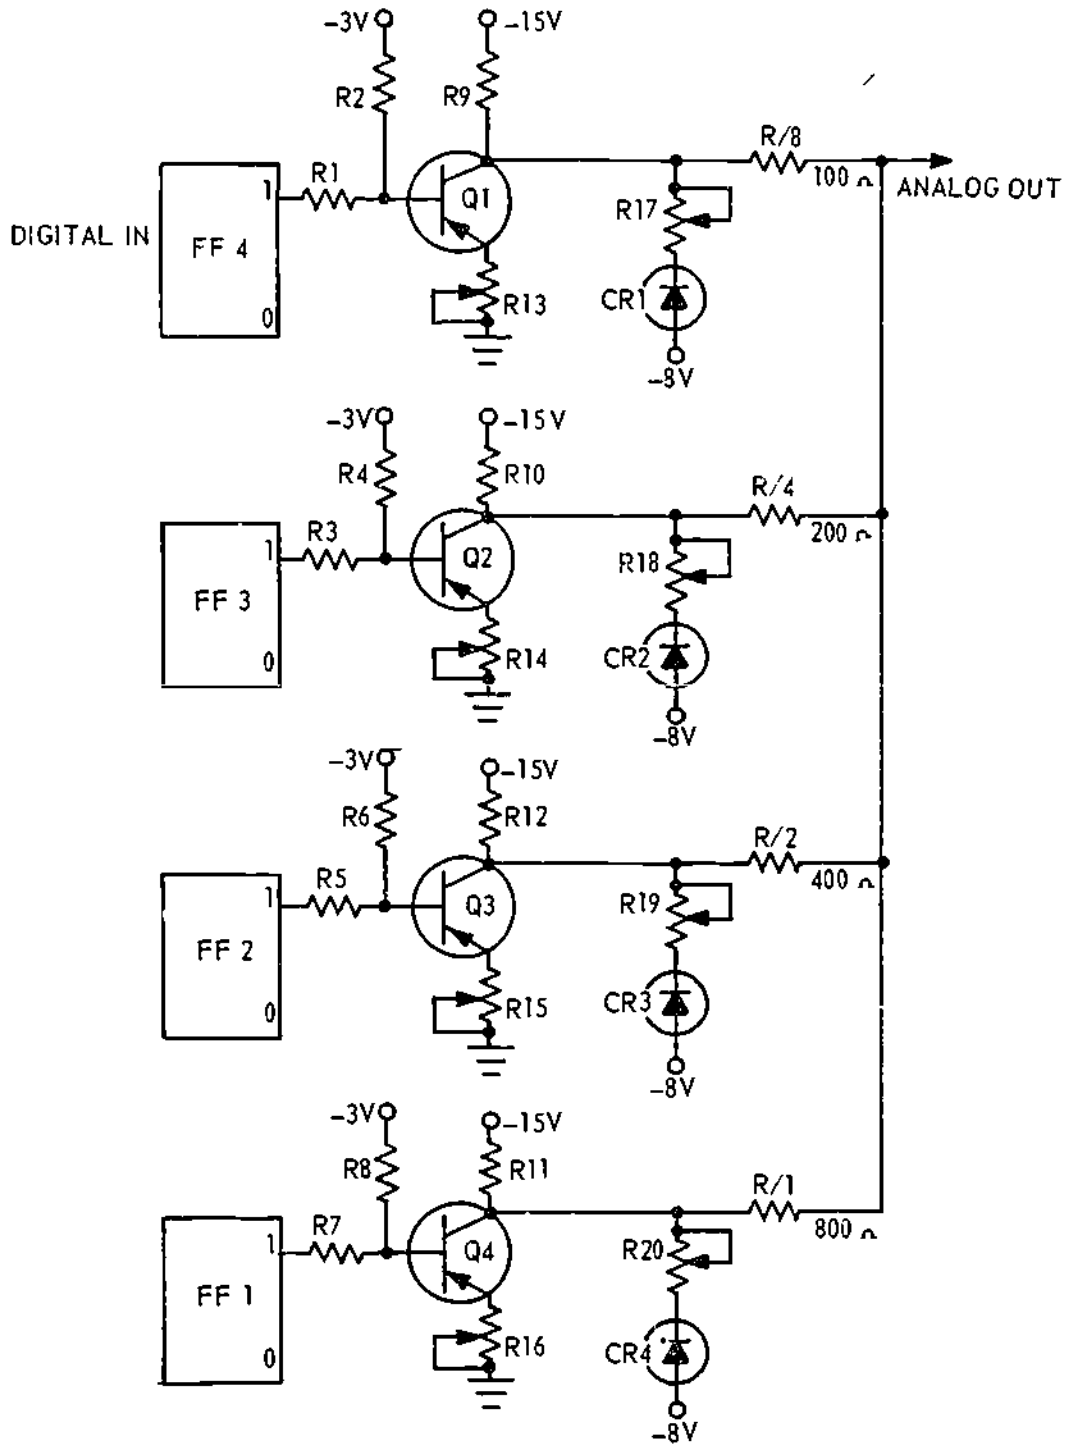 -3V -15V
R2 R9
R/8
R1 1 100 Ω ANALOG OUT
Q1 R17
DIGITAL IN FF 4
CR1
R13
0
-8V
-3V -15V
R4 R10
R/4
R3 1 200 Ω
Q2 R18
FF 3
CR2
R14
0
-8V
-3V -15V
R6 R12
R/2
R5 1 400 Ω
Q3 R19
FF 2
CR3
R15
0
-8V
-3V -15V
R8 R11
R/1
R7 1 800 Ω
Q4 R20
FF 1
CR4
R16
0
-8V